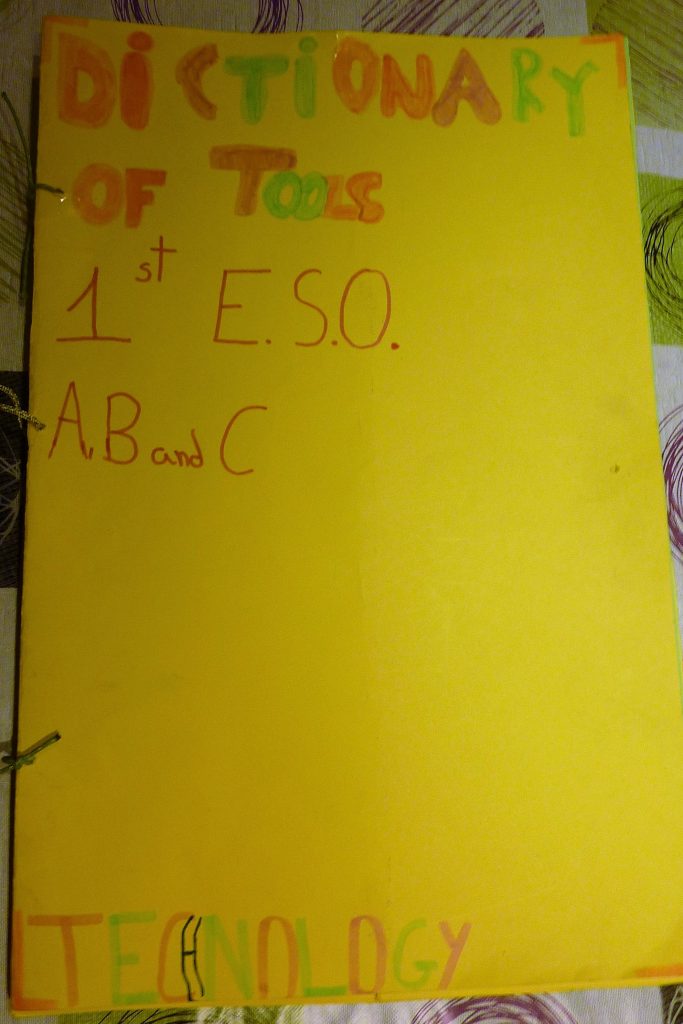 DiCTiONARY
OF TOOLS
1st E.S.O.
A, B and C
TECHNOLOGY